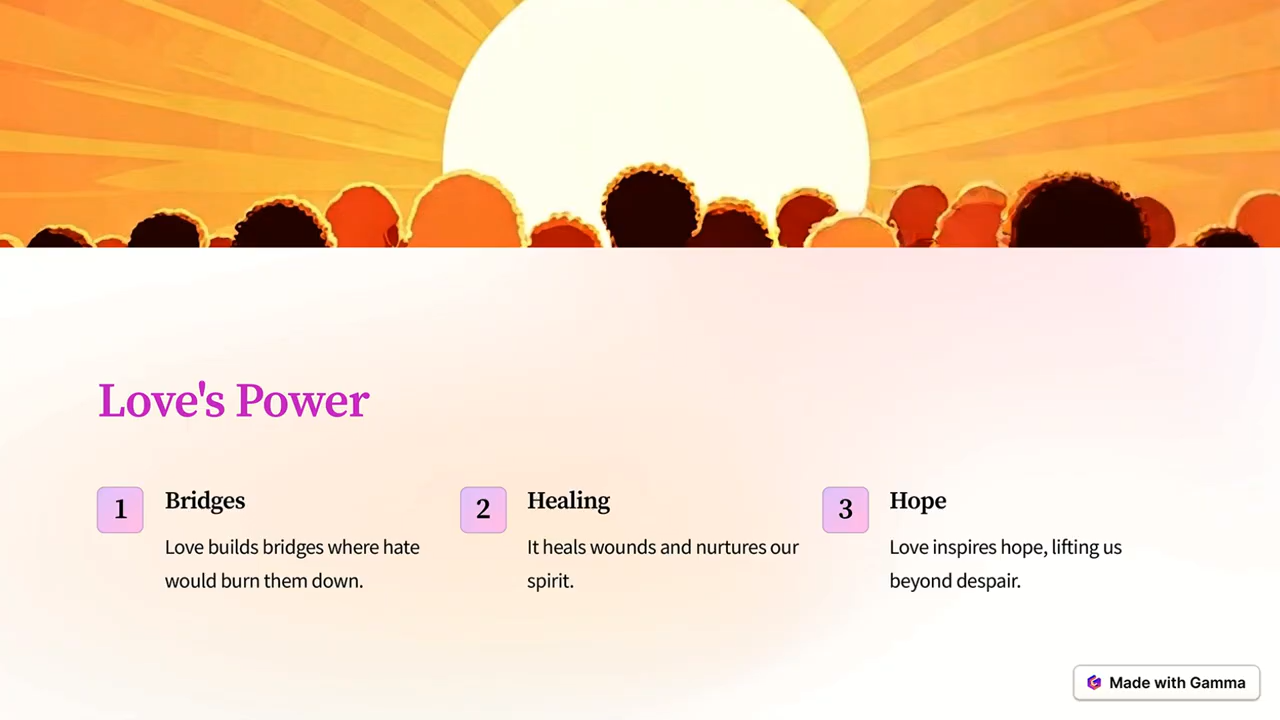 Love's Power
1
Bridges
Love builds bridges where hate
would burn them down.
2
Healing
It heals wounds and nurtures our
spirit.
3
Hope
Love inspires hope, lifting us
beyond despair.
Made with Gamma